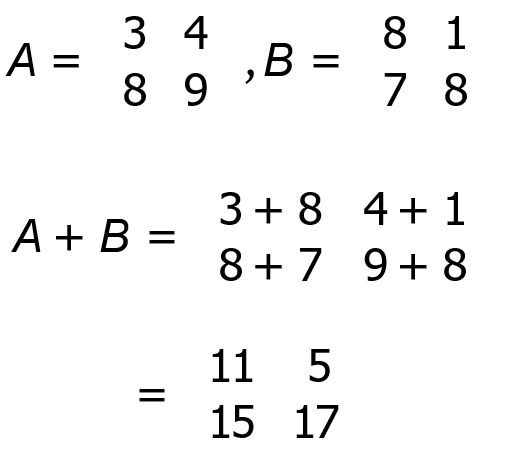 A = 3 4 , B = 8 1
8 9 7 8
A + B = 3 + 8 4 + 1
8 + 7 9 + 8
= 11 5
15 17